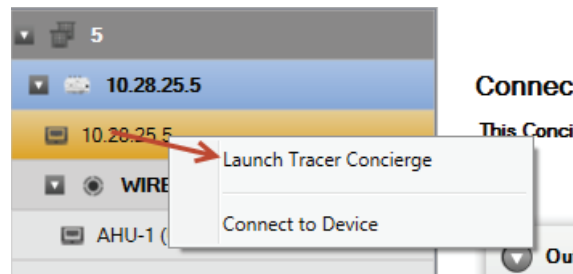 5
10.28.25.5
Connec
10.28.25.5
This Conci
Launch Tracer Concierge
WIRE
Connect to Device
AHU-1 (
Ou